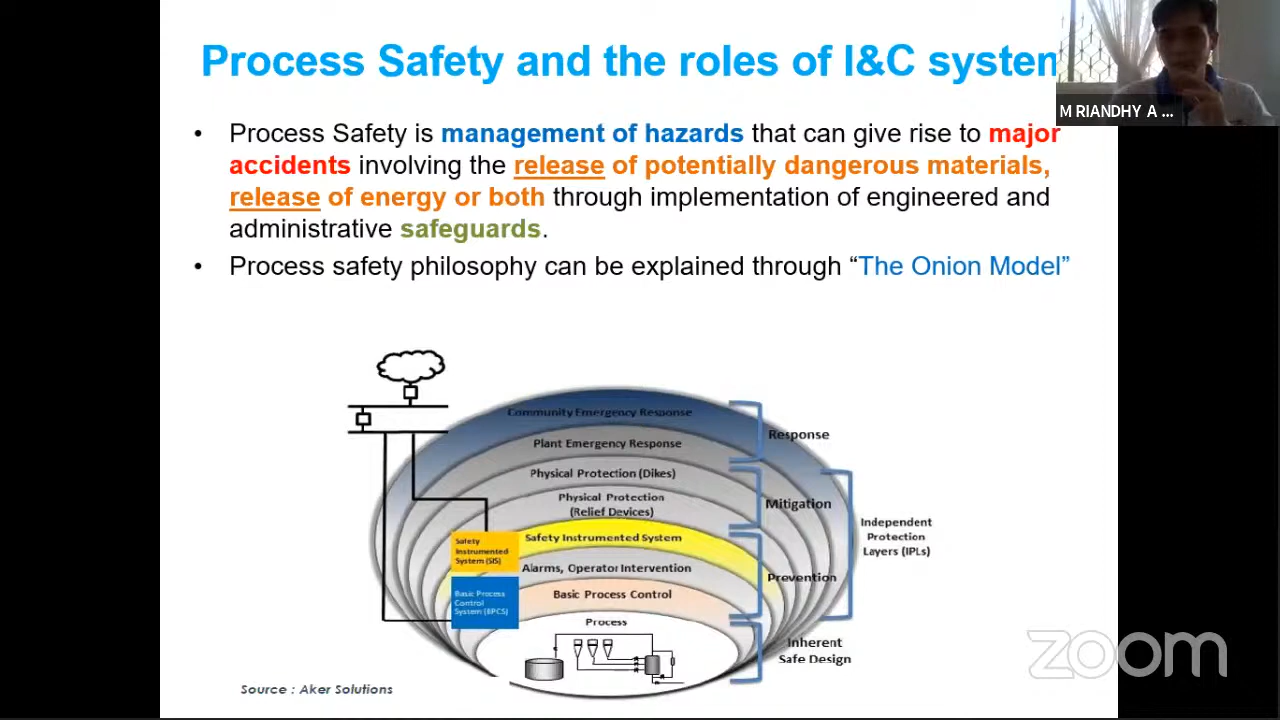 Process Safety and the roles of I&C system
M RIANDHY A ...
• Process Safety is management of hazards that can give rise to major
accidents involving the release of potentially dangerous materials,
release of energy or both through implementation of engineered and
administrative safeguards.
• Process safety philosophy can be explained through “The Onion Model”
Community Emergency Response
Response
Plant Emergency Response
Physical Protection (Dikes)
Physical Protection
(Relief Devices)
Mitigation
Independent
Protection
Layers (IPLs)
Safety Instrumented System
Safety
Instrumented
System (SIS)
Alarms, Operator Intervention
Prevention
Basic Process Control
Basic Process
Control
System (BPCS)
Process
Inherent
Safe Design
Source : Aker Solutions
zoom